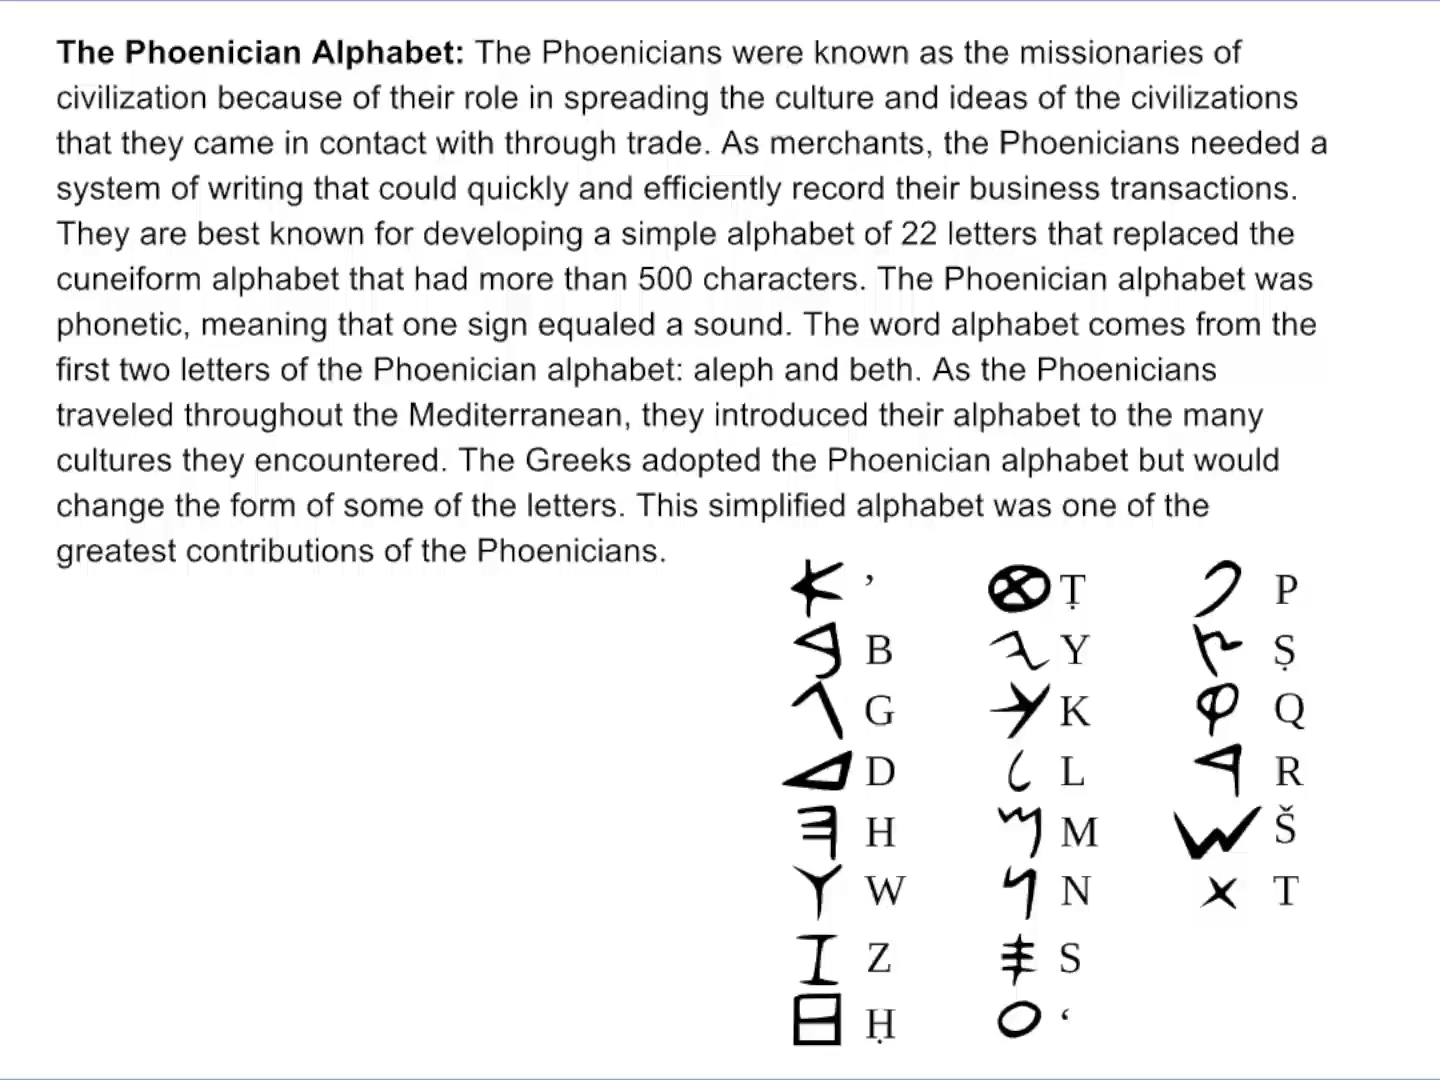 The Phoenician Alphabet: The Phoenicians were known as the missionaries of
civilization because of their role in spreading the culture and ideas of the civilizations
that they came in contact with through trade. As merchants, the Phoenicians needed a
system of writing that could quickly and efficiently record their business transactions.
They are best known for developing a simple alphabet of 22 letters that replaced the
cuneiform alphabet that had more than 500 characters. The Phoenician alphabet was
phonetic, meaning that one sign equaled a sound. The word alphabet comes from the
first two letters of the Phoenician alphabet: aleph and beth. As the Phoenicians
traveled throughout the Mediterranean, they introduced their alphabet to the many
cultures they encountered. The Greeks adopted the Phoenician alphabet but would
change the form of some of the letters. This simplified alphabet was one of the
greatest contributions of the Phoenicians.
𐤀 ’ 𐤈 Ṭ 𐤐 P
𐤁 B 𐤉 Y 𐤑 Ṣ
𐤂 G 𐤊 K 𐤒 Q
𐤃 D 𐤋 L 𐤓 R
𐤄 H 𐤌 M 𐤔 Š
𐤅 W 𐤍 N 𐤕 T
𐤆 Z 𐤎 S
𐤇 Ḥ 𐤏 ‘